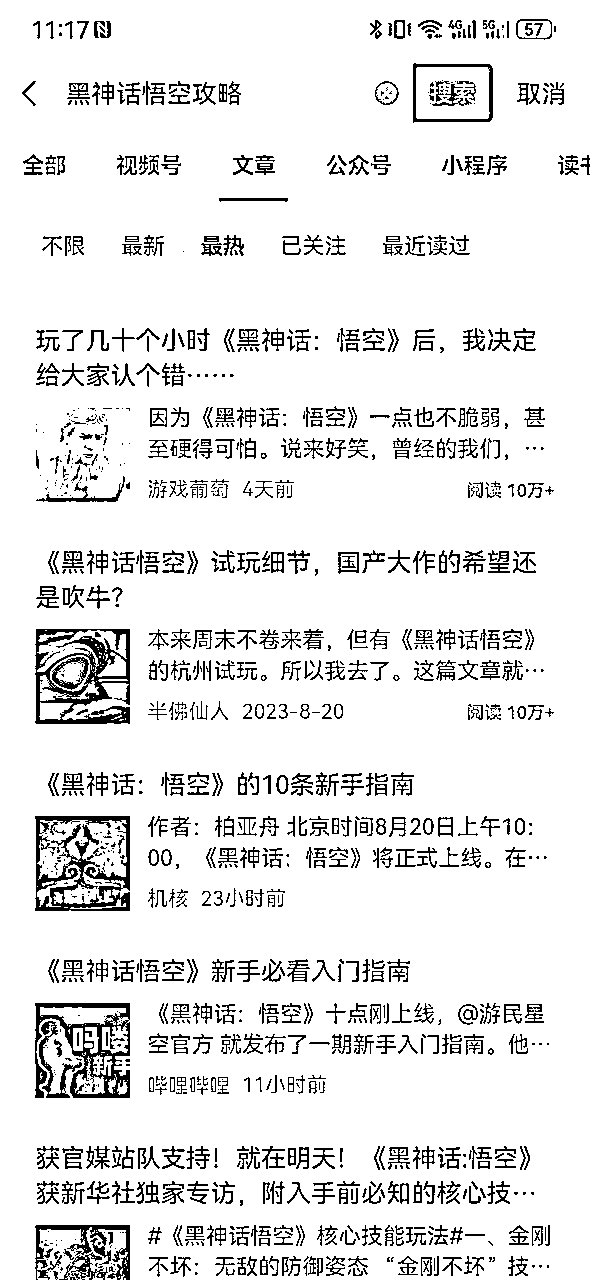 11:17
4G 5G 57
黑神话悟空攻略 搜索 取消
全部 视频号 文章 公众号 小程序 读书
不限 最新 最热 已关注 最近读过
玩了几十个小时《黑神话：悟空》后，我决定
给大家认个错……
因为《黑神话：悟空》一点也不脆弱，甚
至硬得可怕。说来好笑，曾经的我们，…
游戏葡萄 4天前 阅读 10万+
《黑神话悟空》试玩细节，国产大作的希望还
是吹牛？
本来周末不卷来着，但有《黑神话悟空》
的杭州试玩。所以我去了。这篇文章就…
半佛仙人 2023-8-20 阅读 10万+
《黑神话：悟空》的10条新手指南
作者：柏亚舟 北京时间8月20日上午10：
00，《黑神话：悟空》将正式上线。在…
机核 23小时前
《黑神话悟空》新手必看入门指南
吗喽
新手
《黑神话：悟空》十点刚上线，@游民星
空官方 就发布了一期新手入门指南。他…
哔哩哔哩 11小时前
获官媒站队支持！就在明天！《黑神话:悟空》
获新华社独家专访，附入手前必知的核心技…
#《黑神话悟空》核心技能玩法#一、金刚
不坏：无敌的防御姿态 “金刚不坏”技…